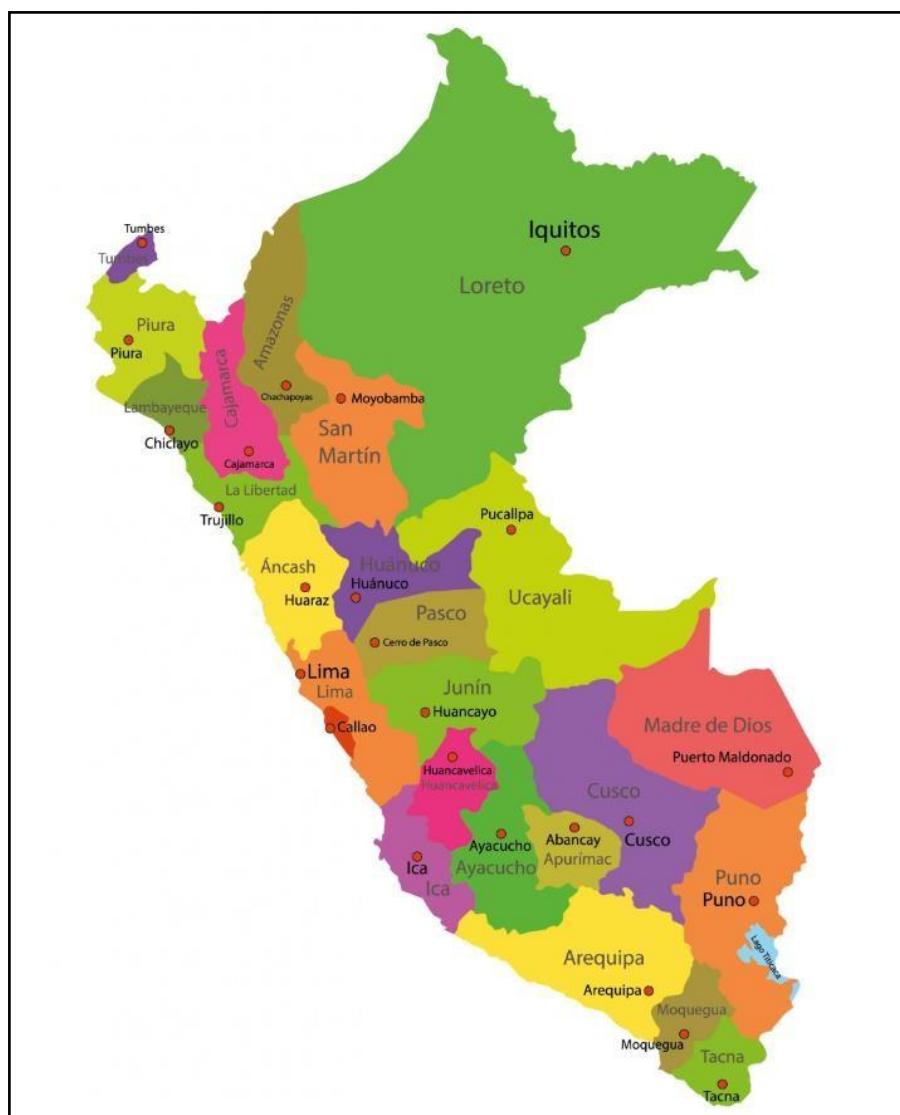 Tumbes
Tumbes
Iquitos
Loreto
Amazonas
Piura
Piura
Cajamarca
Chachapoyas
Moyobamba
Lambayeque
Chiclayo
San
Martín
Cajamarca
La Libertad
Trujillo
Pucallpa
Áncash
Huánuco
Huánuco
Huaraz
Ucayali
Pasco
Cerro de Pasco
Lima
Lima
Junín
Huancayo
Callao
Madre de Dios
Puerto Maldonado
Huancavelica
Huancavelica
Cusco
Cusco
Ayacucho
Ayacucho
Abancay
Apurímac
Ica
Ica
Puno
Puno
Lago Titicaca
Arequipa
Arequipa
Moquegua
Moquegua
Tacna
Tacna